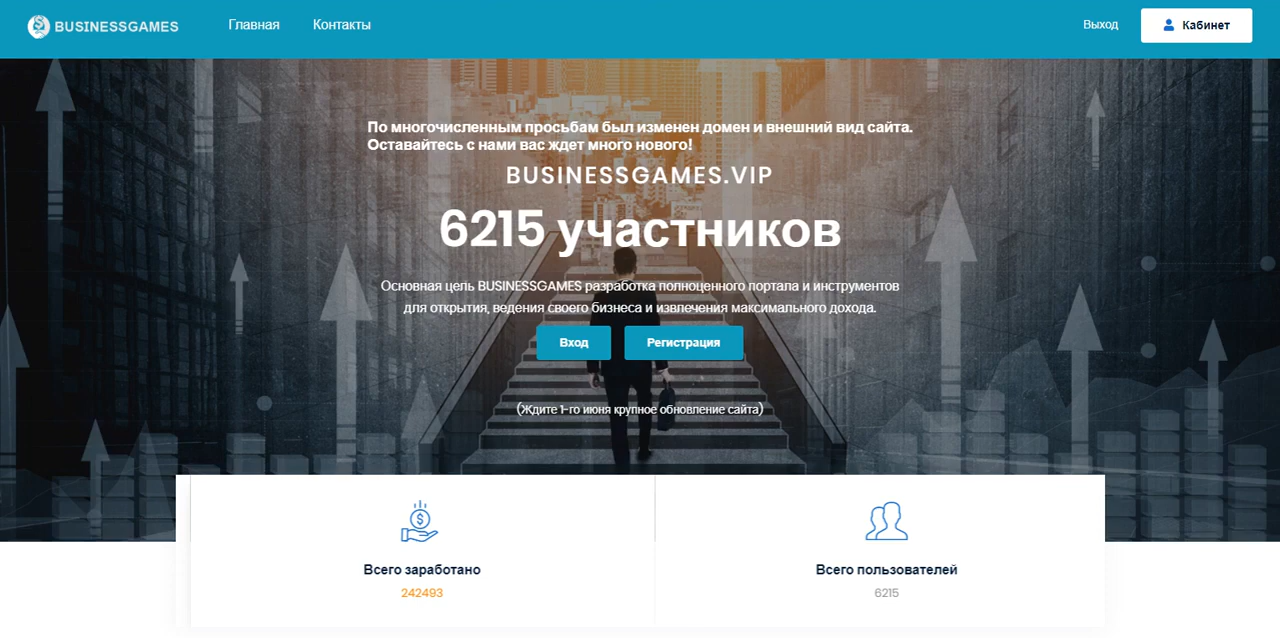 BUSINESSGAMES
Главная
Контакты
Выход
Кабинет
По многочисленным просьбам был изменен домен и внешний вид сайта.
Оставайтесь с нами вас ждет много нового!
BUSINESSGAMES.VIP
6215 участников
Основная цель BUSINESSGAMES разработка полноценного портала и инструментов
для открытия, ведения своего бизнеса и извлечения максимального дохода.
Вход
Регистрация
(Ждите 1-го июня крупное обновление сайта)
Всего заработано
242493
Всего пользователей
6215